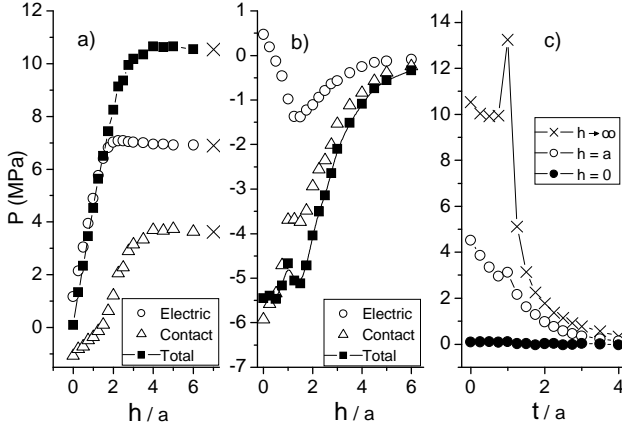 a)
P (MPa)
12
10
8
6
4
2
0
0 2 4 6
h / a
Electric
Contact
Total
b)
1
0
-1
-2
-3
-4
-5
-6
-7
0 2 4 6
h / a
Electric
Contact
Total
c)
14
12
10
8
6
4
2
0
0 2 4
t / a
h → ∞
h = a
h = 0